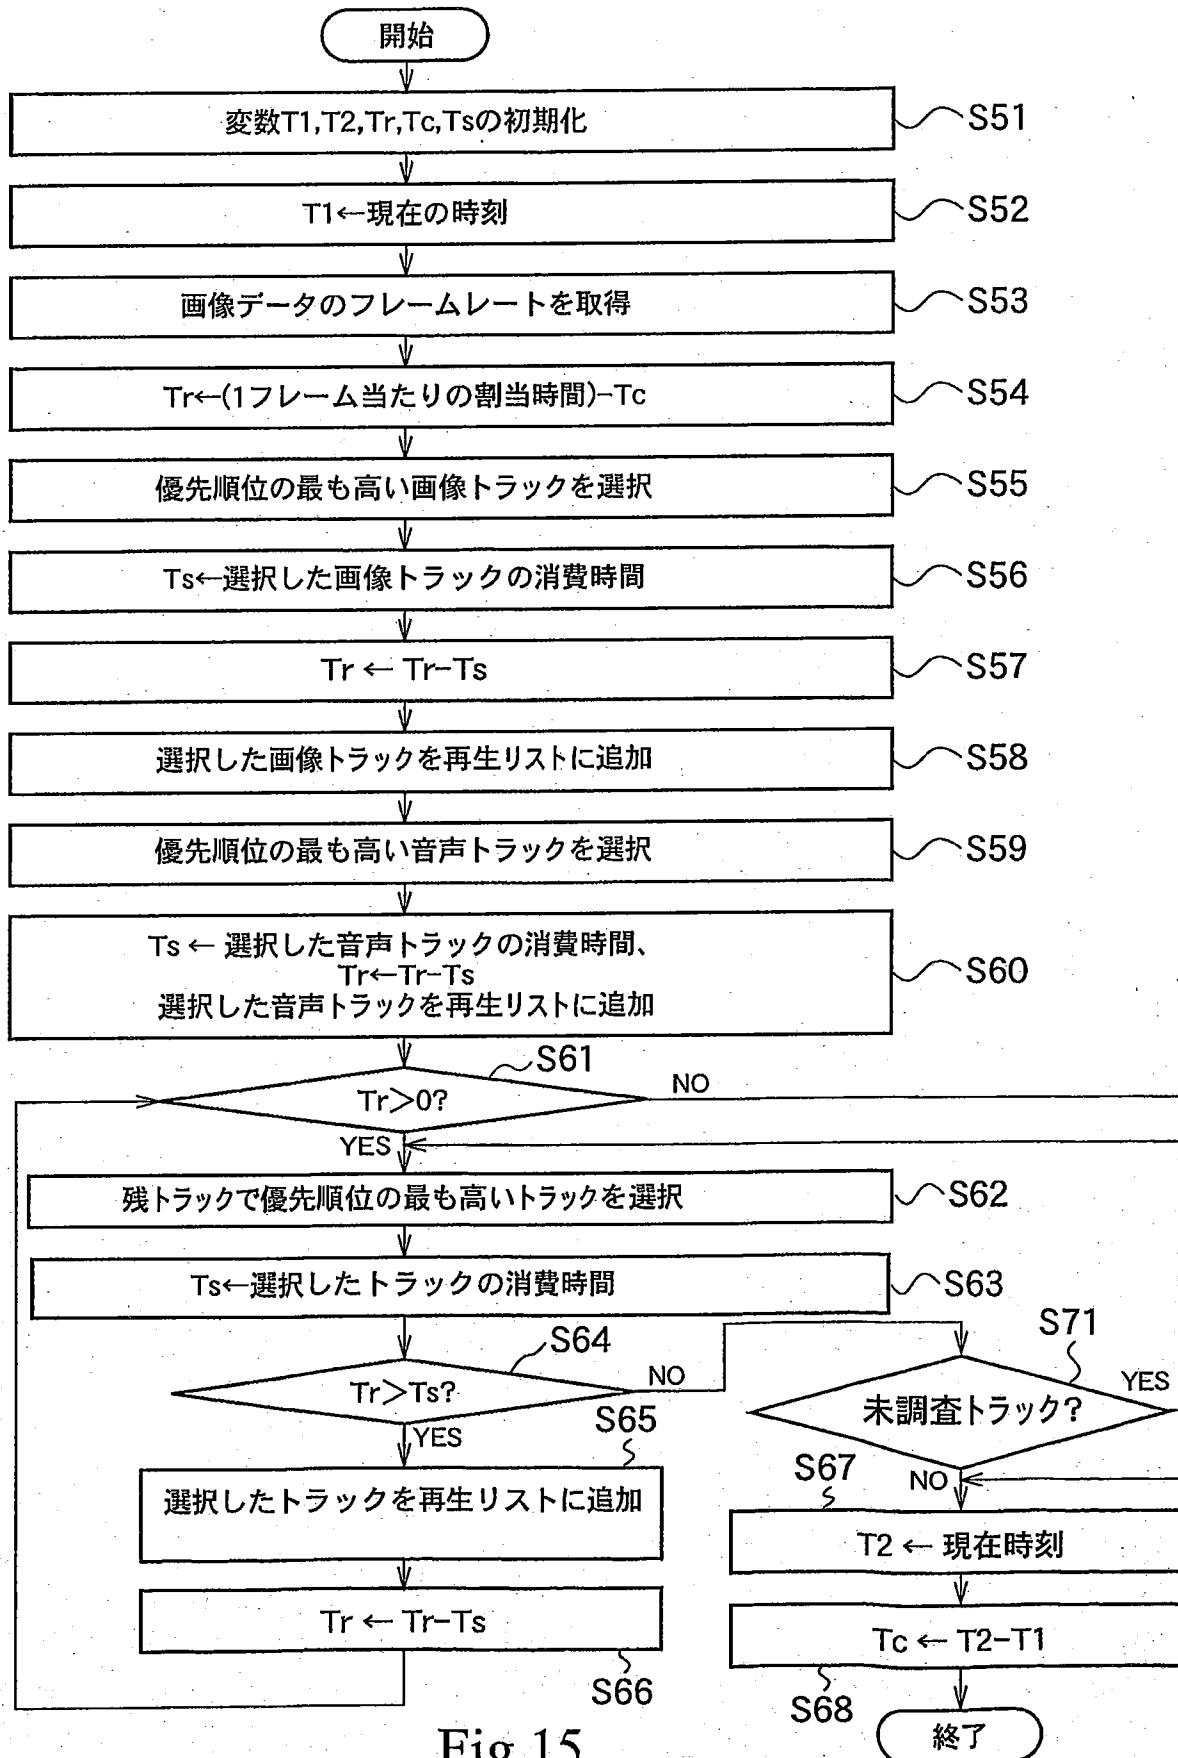 開始
変数T1,T2,Tr,Tc,Tsの初期化
S51
T1←現在の時刻
S52
画像データのフレームレートを取得
S53
Tr←(1フレーム当たりの割当時間)-Tc
S54
優先順位の最も高い画像トラックを選択
S55
Ts←選択した画像トラックの消費時間
S56
Tr ← Tr-Ts
S57
選択した画像トラックを再生リストに追加
S58
優先順位の最も高い音声トラックを選択
S59
Ts ← 選択した音声トラックの消費時間、
Tr←Tr-Ts
選択した音声トラックを再生リストに追加
S60
S61
Tr>0?
NO
YES
残トラックで優先順位の最も高いトラックを選択
S62
Ts←選択したトラックの消費時間
S63
S64
Tr>Ts?
NO
YES
S71
未調査トラック?
YES
NO
S65
選択したトラックを再生リストに追加
S67
T2 ← 現在時刻
Tr ← Tr-Ts
S66
Tc ← T2-T1
S68
終了
Fig.15